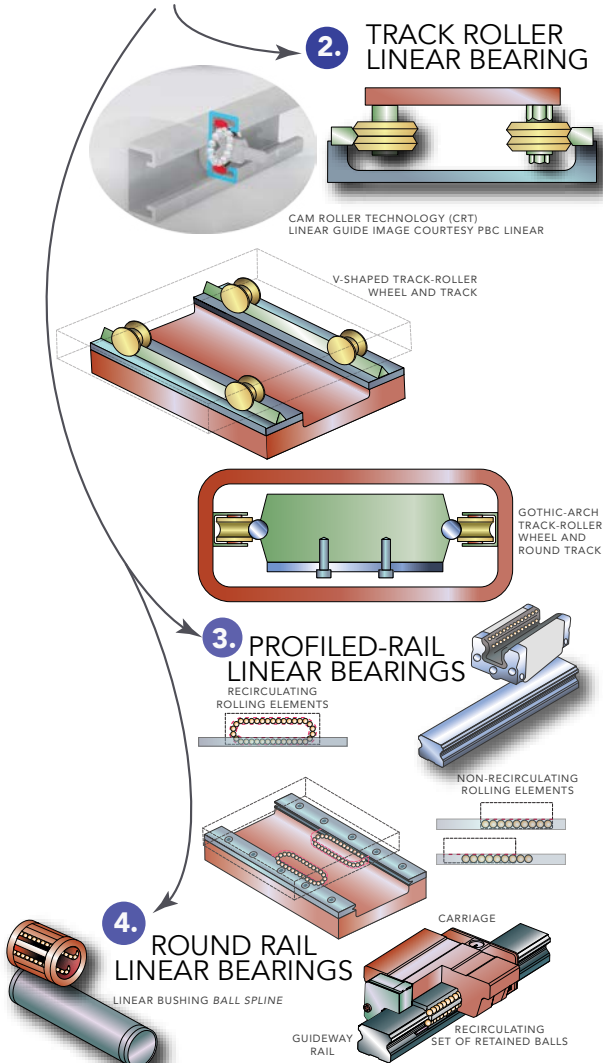 2.
TRACK ROLLER
LINEAR BEARING
CAM ROLLER TECHNOLOGY (CRT)
LINEAR GUIDE IMAGE COURTESY PBC LINEAR
V-SHAPED TRACK-ROLLER
WHEEL AND TRACK
GOTHIC-ARCH
TRACK-ROLLER
WHEEL AND
ROUND TRACK
3.
PROFILED-RAIL
LINEAR BEARINGS
RECIRCULATING
ROLLING ELEMENTS
NON-RECIRCULATING
ROLLING ELEMENTS
4.
ROUND RAIL
LINEAR BEARINGS
LINEAR BUSHING BALL SPLINE
CARRIAGE
GUIDEWAY
RAIL
RECIRCULATING
SET OF RETAINED BALLS